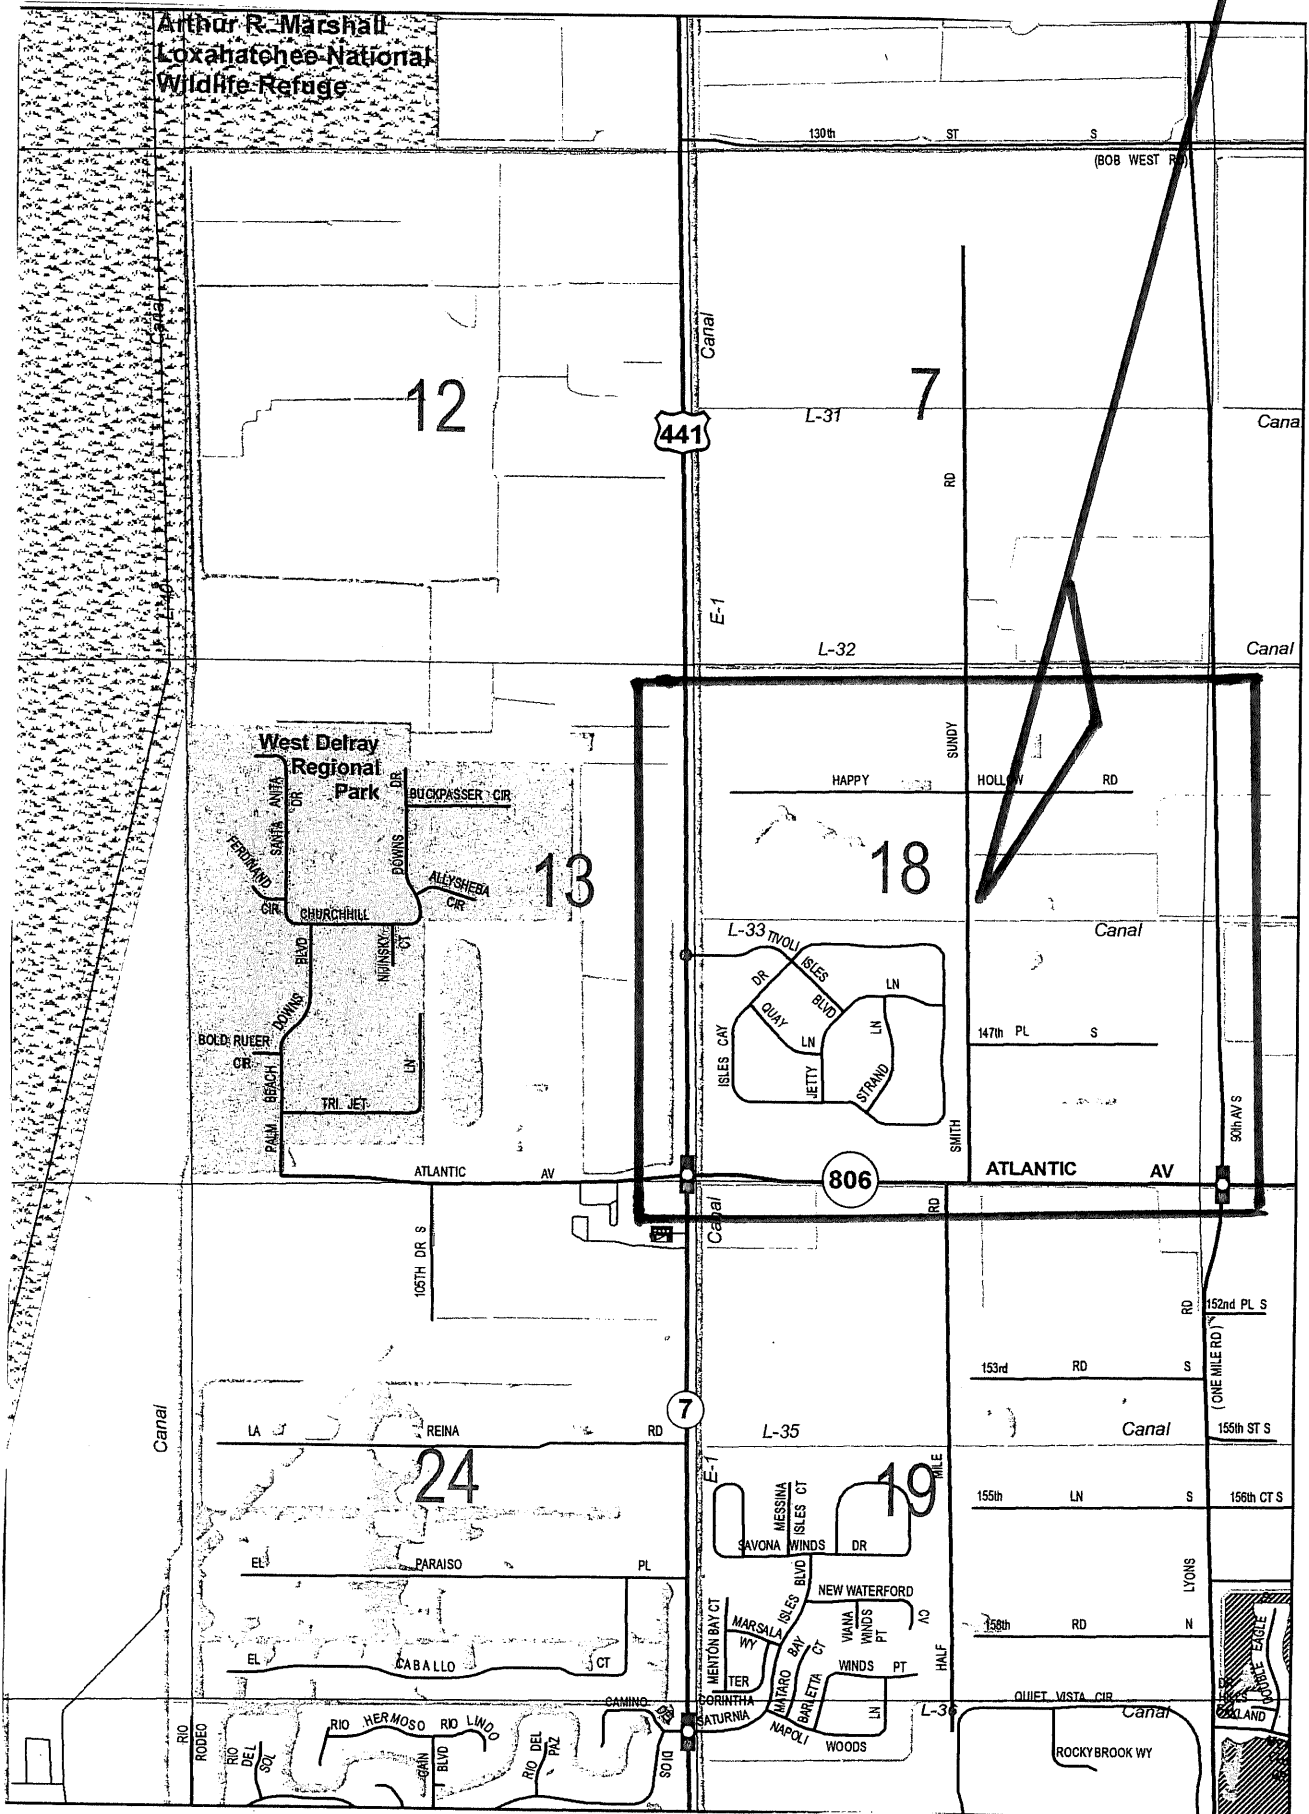 Arthur R. Marshall
Loxahatchee National
Wildlife Refuge
130th ST S
(BOB WEST RD)
Canal
Canal
12
7
441
L-31
Cana
RD
L-40
E-1
L-32
Canal
West Delray
Regional
Park
SUNDY
SANTA ANITA
DR
DR
BUCKPASSER CIR
HAPPY HOLLOW RD
DOWNS
FERDINAND
CIR
13
ALLYSHEBA
CIR
18
CHURCHHILL
BLVD
NIJINSKY
CT
L-33
Canal
TIVOLI
ISLES
BLVD
DR
LN
QUAY
LN
LN
DOWNS
BOLD RULER
CIR
ISLES CAY
JETTY
STRAND
147th PL S
LN
BEACH
TRI JET
PALM
SMITH
90th AV S
ATLANTIC AV
806
ATLANTIC AV
RD
Canal
105TH DR S
RD
152nd PL S
(ONE MILE RD)
153rd RD S
7
Canal
LA REINA RD
L-35
Canal
155th ST S
24
E-1
19
MILE
MESSINA
ISLES CT
155th LN S
156th CT S
SAVONA WINDS DR
EL PARAISO PL
BLVD
ISLES
NEW WATERFORD
CV
LYONS
MENTON BAY CT
MARSALA
WY
VIANA
WINDS
PT
158th RD N
DOUBLE EAGLE
EL CABALLO CT
MATARO BAY
CT
BARLETTA
WINDS PT
HALF
TER
CORINTHA
CAMINO
SATURNIA
LN
L-36
QUIET VISTA CIR
Canal
OAKLAND
RIO
RODEO
RIO HERMOSO
RIO LINDO
NAPOLI
WOODS
RIO
DEL
SOL
GAIN
BLVD
RIO DEL
PAZ
DIOS
ROCKYBROOK WY